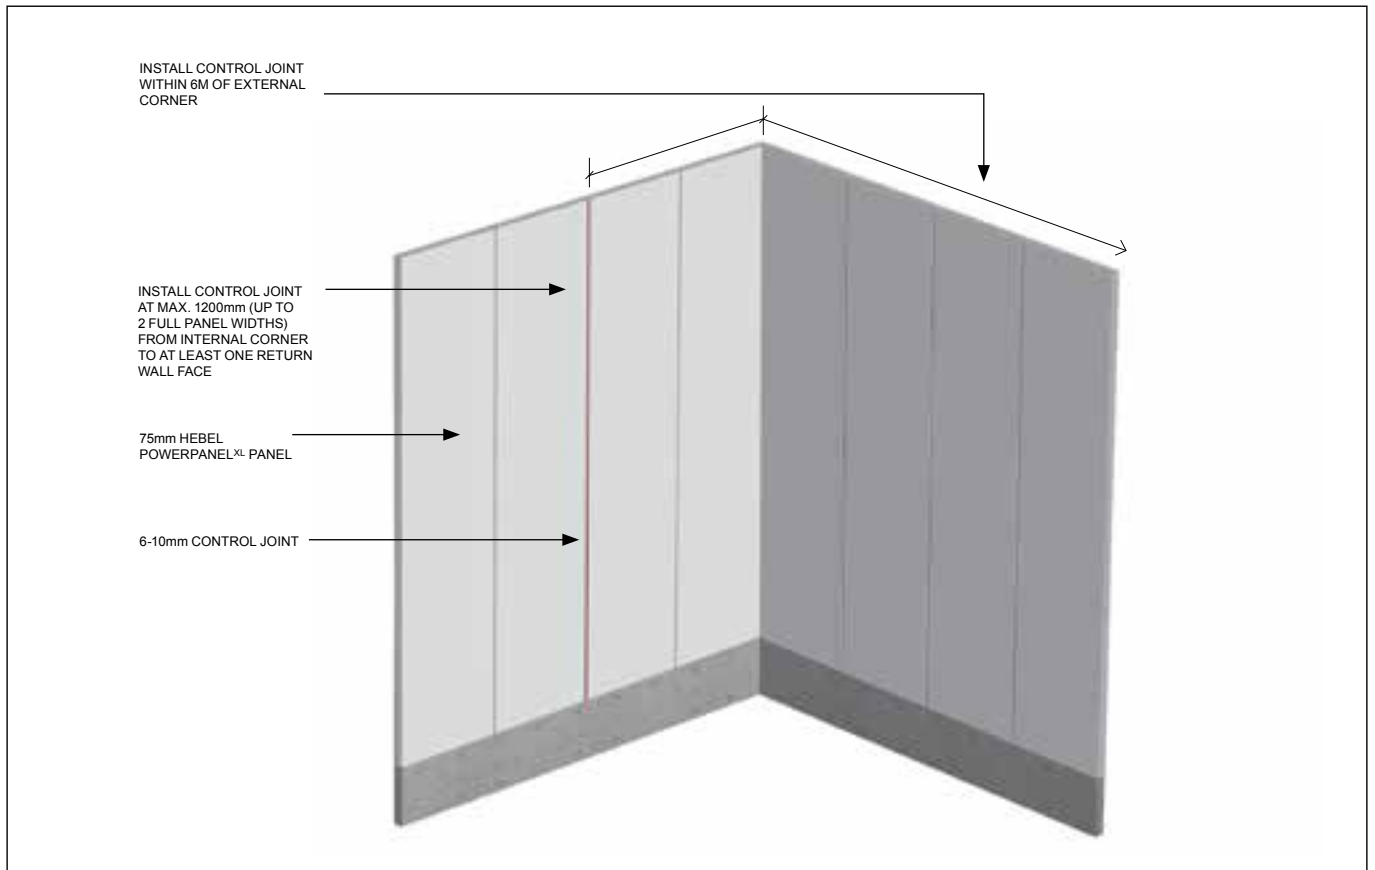 INSTALL CONTROL JOINT
WITHIN 6M OF EXTERNAL
CORNER
INSTALL CONTROL JOINT
AT MAX. 1200mm (UP TO
2 FULL PANEL WIDTHS)
FROM INTERNAL CORNER
TO AT LEAST ONE RETURN
WALL FACE
75mm HEBEL
POWERPANELXL PANEL
6-10mm CONTROL JOINT